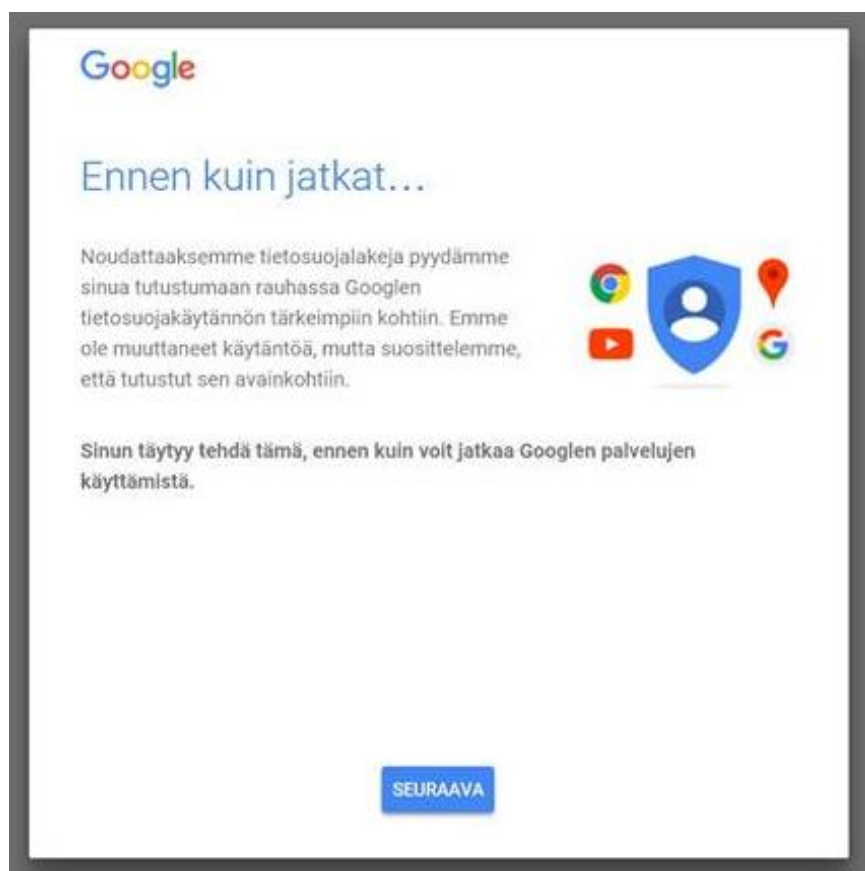 Google
Ennen kuin jatkat...
Noudattaaksemme tietosuojalakeja pyydämme
sinua tutustumaan rauhassa Googlen
tietosuojakäytännön tärkeimpiin kohtiin. Emme
ole muuttaneet käytäntöä, mutta suosittelemme,
että tutustut sen avainkohtiin.
Sinun täytyy tehdä tämä, ennen kuin voit jatkaa Googlen palvelujen
käyttämistä.
SEURAAVA